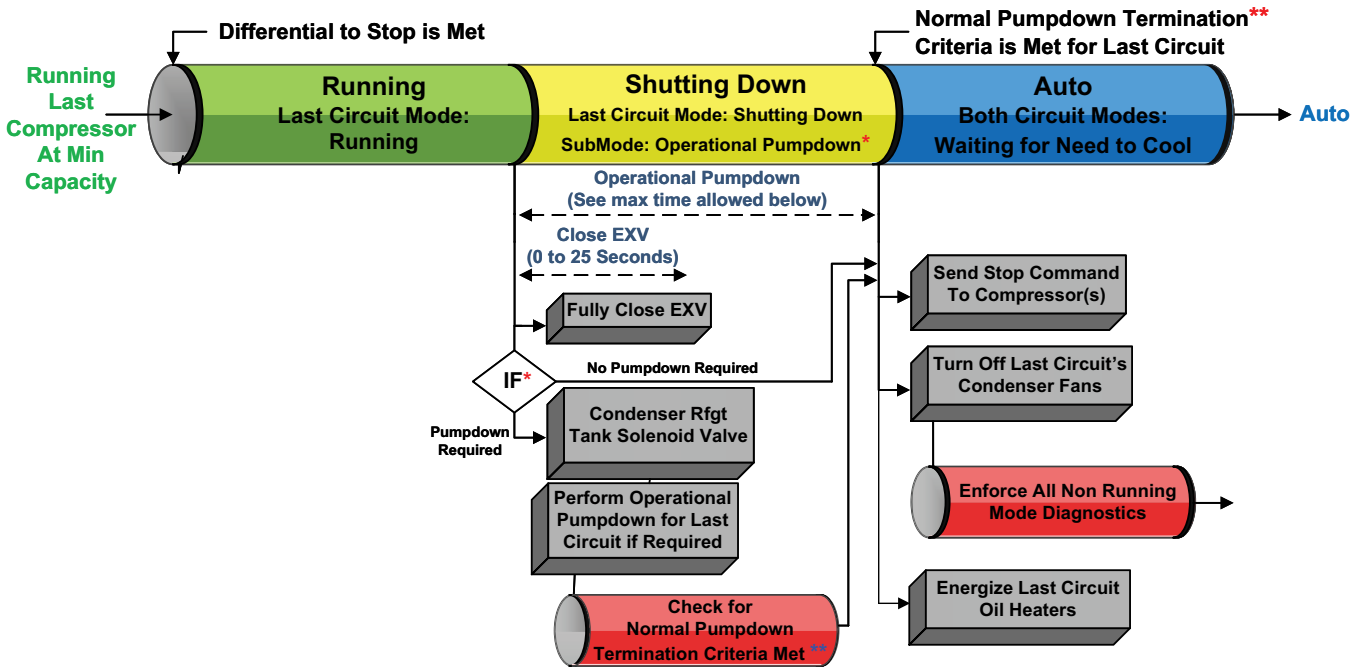 Differential to Stop is Met
Normal Pumpdown Termination**
Criteria is Met for Last Circuit
Running
Last
Compressor
At Min
Capacity
Running
Last Circuit Mode:
Running
Shutting Down
Last Circuit Mode: Shutting Down
SubMode: Operational Pumpdown*
Auto
Both Circuit Modes:
Waiting for Need to Cool
Auto
Operational Pumpdown
(See max time allowed below)
Close EXV
(0 to 25 Seconds)
Fully Close EXV
IF*
No Pumpdown Required
Pumpdown
Required
Condenser Rfgt
Tank Solenoid Valve
Perform Operational
Pumpdown for Last
Circuit if Required
Check for
Normal Pumpdown
Termination Criteria Met **
Send Stop Command
To Compressor(s)
Turn Off Last Circuit's
Condenser Fans
Enforce All Non Running
Mode Diagnostics
Energize Last Circuit
Oil Heaters